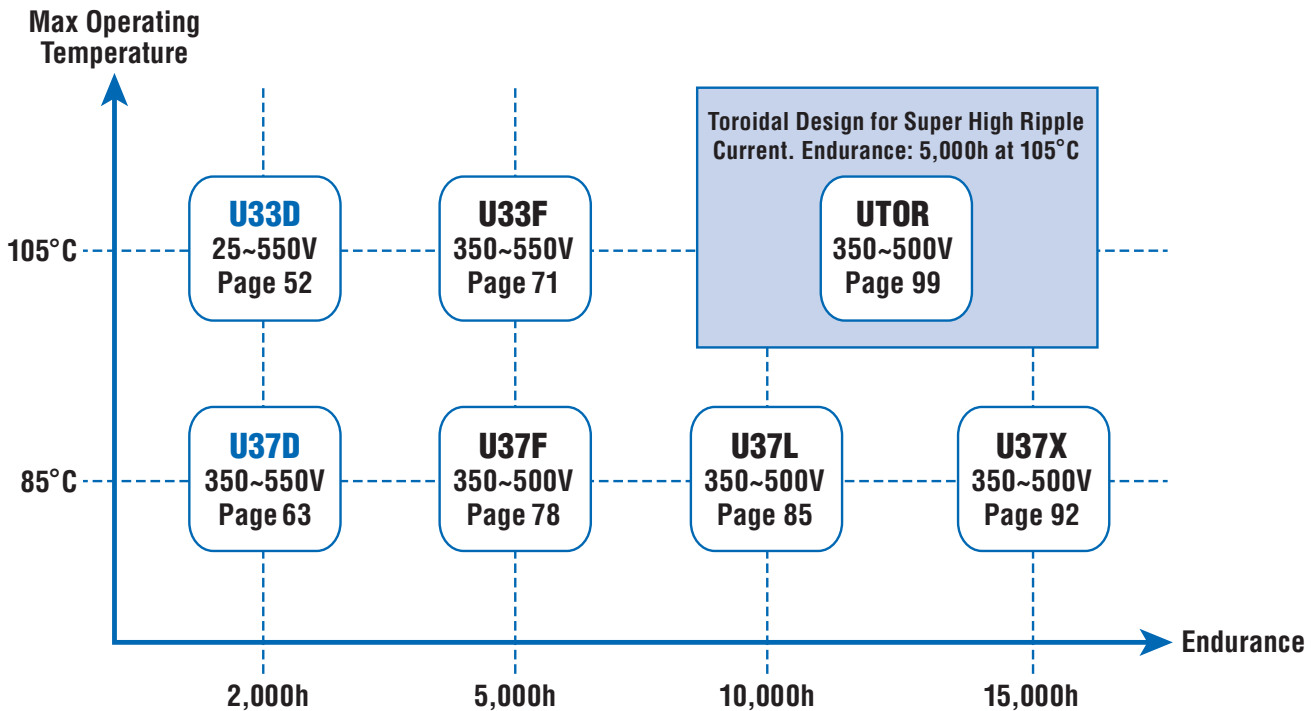 Max Operating
Temperature
Toroidal Design for Super High Ripple
Current. Endurance: 5,000h at 105°C
105°C
U33D
25~550V
Page 52
U33F
350~550V
Page 71
UTOR
350~500V
Page 99
85°C
U37D
350~550V
Page 63
U37F
350~500V
Page 78
U37L
350~500V
Page 85
U37X
350~500V
Page 92
Endurance
2,000h
5,000h
10,000h
15,000h